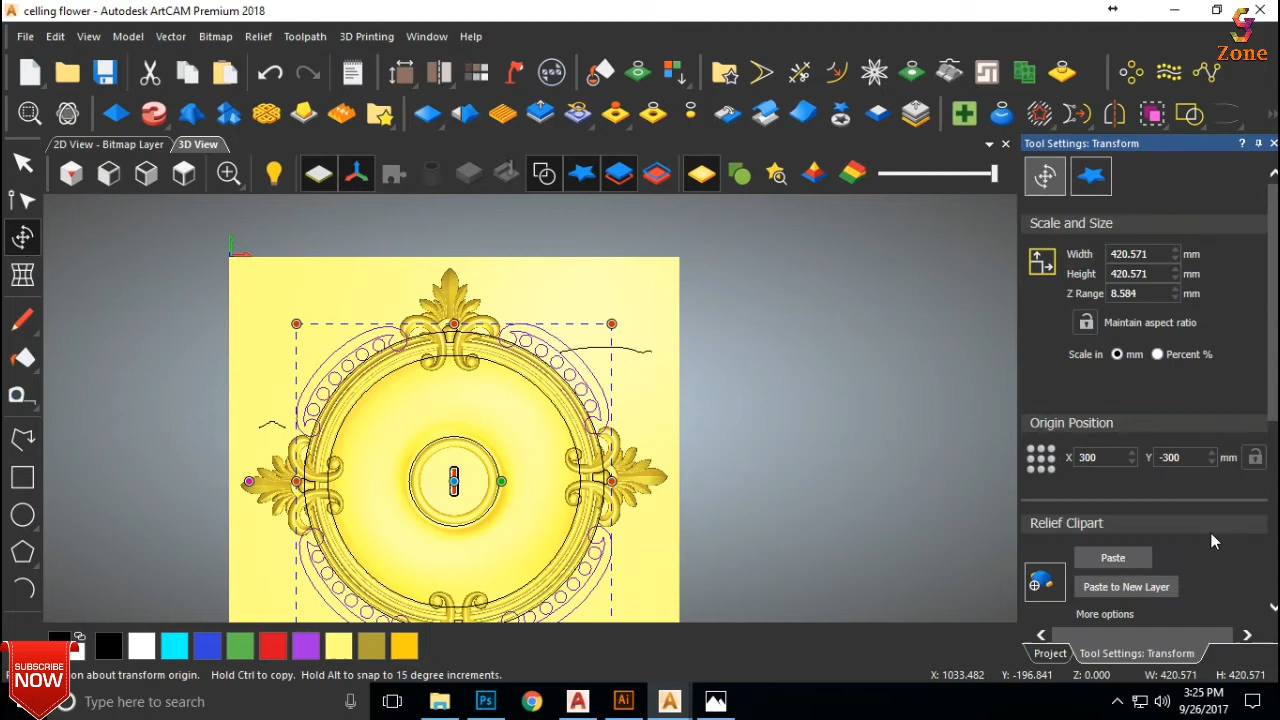 celling flower - Autodesk ArtCAM Premium 2018
Zone
File Edit View Model Vector Bitmap Relief Toolpath 3D Printing Window Help
2D View - Bitmap Layer 3D View
Tool Settings: Transform
Scale and Size
Width 420.571 mm
Height 420.571 mm
Z Range 8.584 mm
Maintain aspect ratio
Scale in mm Percent %
Origin Position
X 300 Y -300 mm
Relief Clipart
Paste
Paste to New Layer
More options
Project Tool Settings: Transform
SUBSCRIBE
NOW
on about transform origin. Hold Ctrl to copy. Hold Alt to snap to 15 degree increments.
X: 1033.482 Y: -196.841 Z: 0.000 W: 420.571 H: 420.571
Type here to search
3:25 PM
9/26/2017